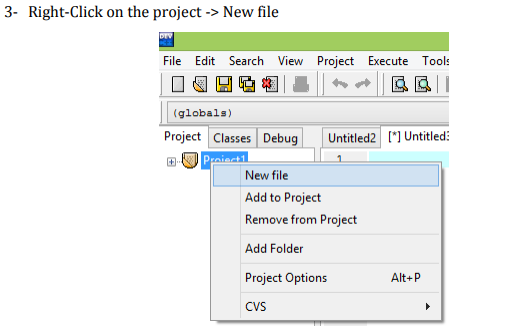 3- Right-Click on the project -> New file
DEV
File Edit Search View Project Execute Tools
(globals)
Project Classes Debug Untitled2 [*] Untitled3
Project1 1
New file
Add to Project
Remove from Project
Add Folder
Project Options Alt+P
CVS